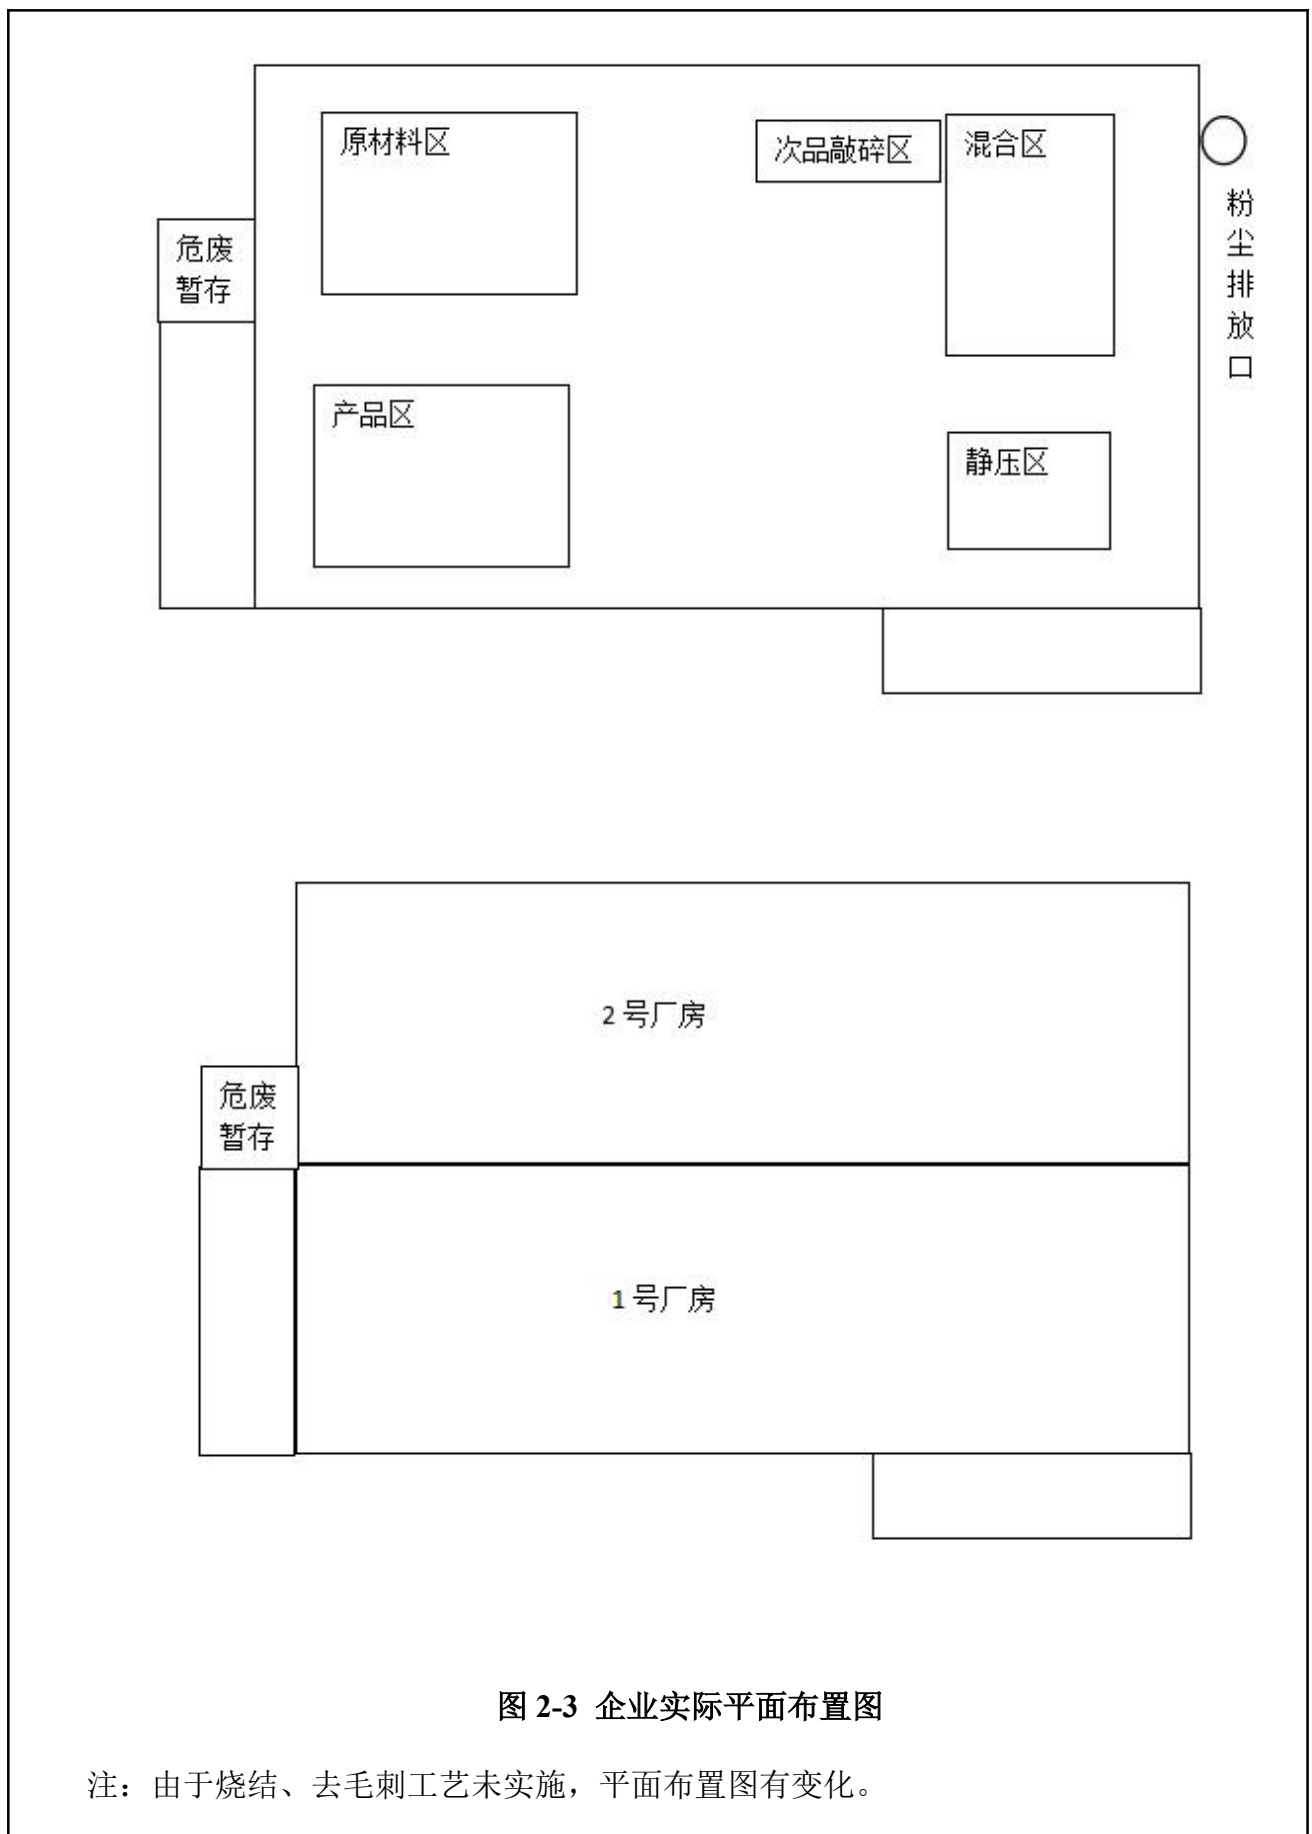 原材料区
次品敲碎区
混合区
粉尘排放口
危废
暂存
产品区
静压区
2 号厂房
危废
暂存
1 号厂房
图 2-3 企业实际平面布置图
注：由于烧结、去毛刺工艺未实施，平面布置图有变化。